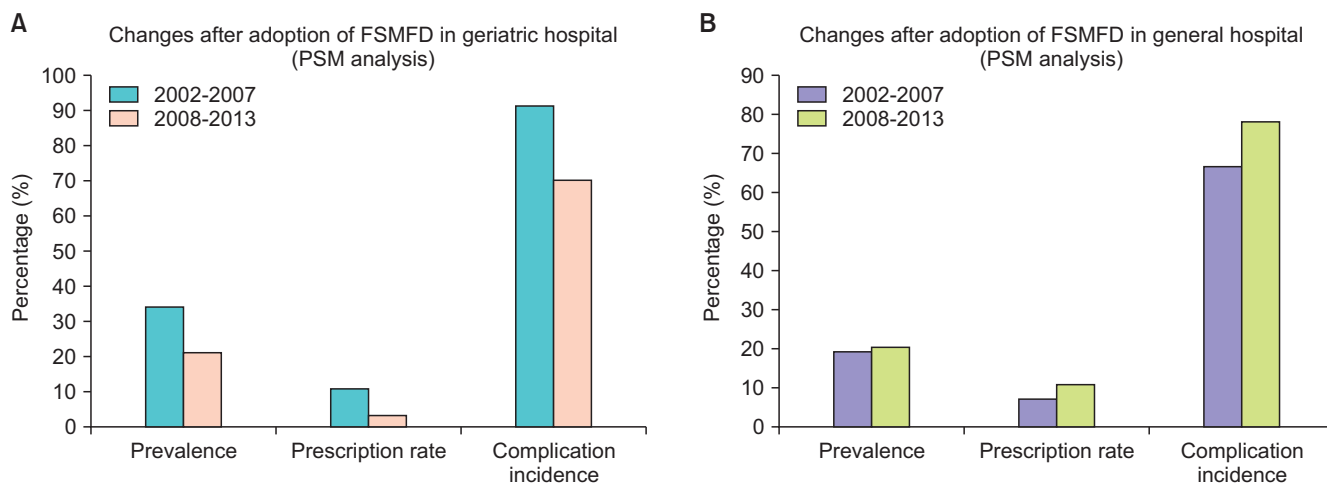 A
Changes after adoption of FSMFD in geriatric hospital
(PSM analysis)
100
90
80
70
60
50
40
30
20
10
0
Percentage (%)
2002-2007
2008-2013
Prevalence
Prescription rate
Complication
incidence
B
Changes after adoption of FSMFD in general hospital
(PSM analysis)
90
80
70
60
50
40
30
20
10
0
Percentage (%)
2002-2007
2008-2013
Prevalence
Prescription rate
Complication
incidence